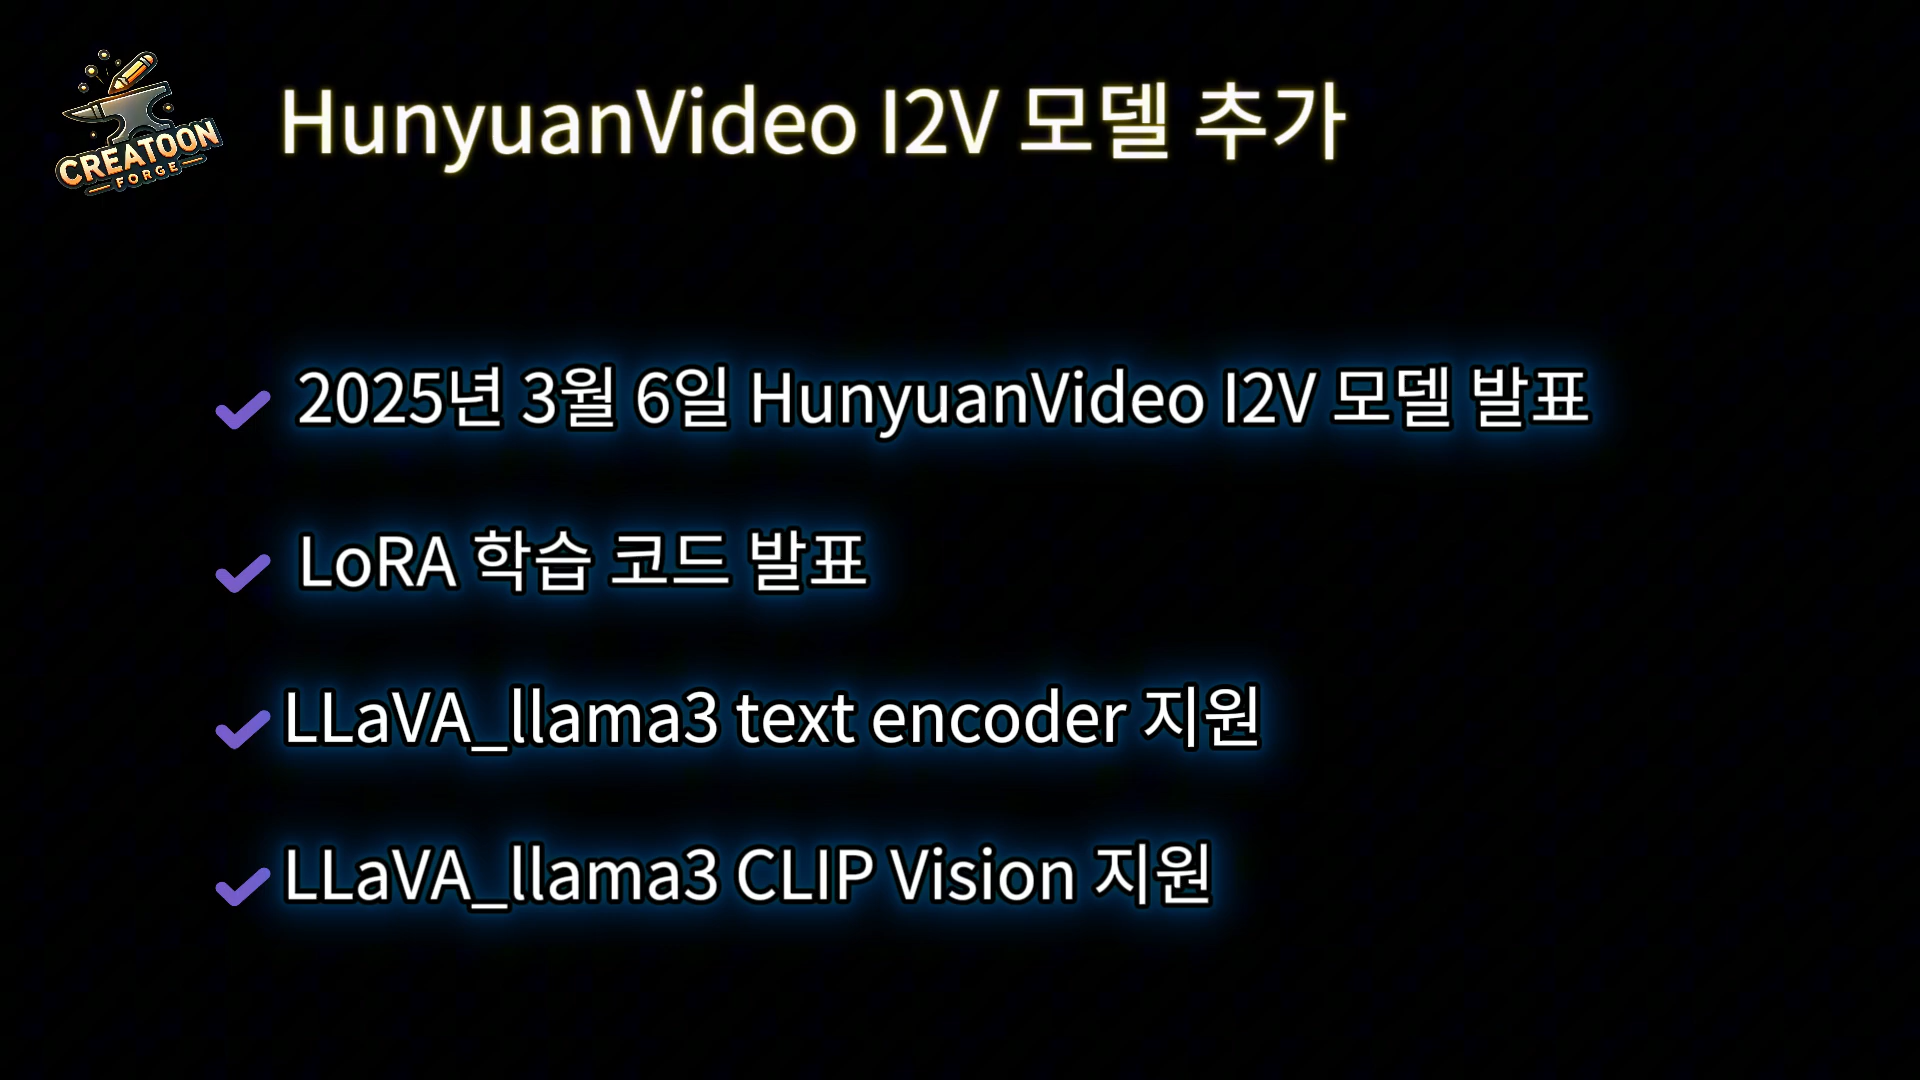 CREATOON
FORGE
HunyuanVideo I2V 모델 추가
2025년 3월 6일 HunyuanVideo I2V 모델 발표
LoRA 학습 코드 발표
LLaVA_llama3 text encoder 지원
LLaVA_llama3 CLIP Vision 지원